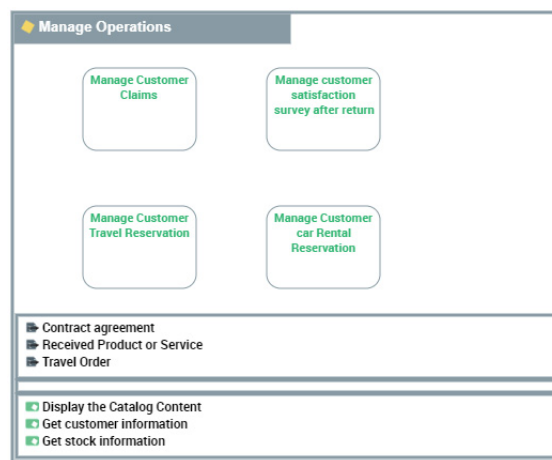 Manage Operations
Manage Customer
Claims
Manage customer
satisfaction
survey after return
Manage Customer
Travel Reservation
Manage Customer
car Rental
Reservation
Contract agreement
Received Product or Service
Travel Order
Display the Catalog Content
Get customer information
Get stock information